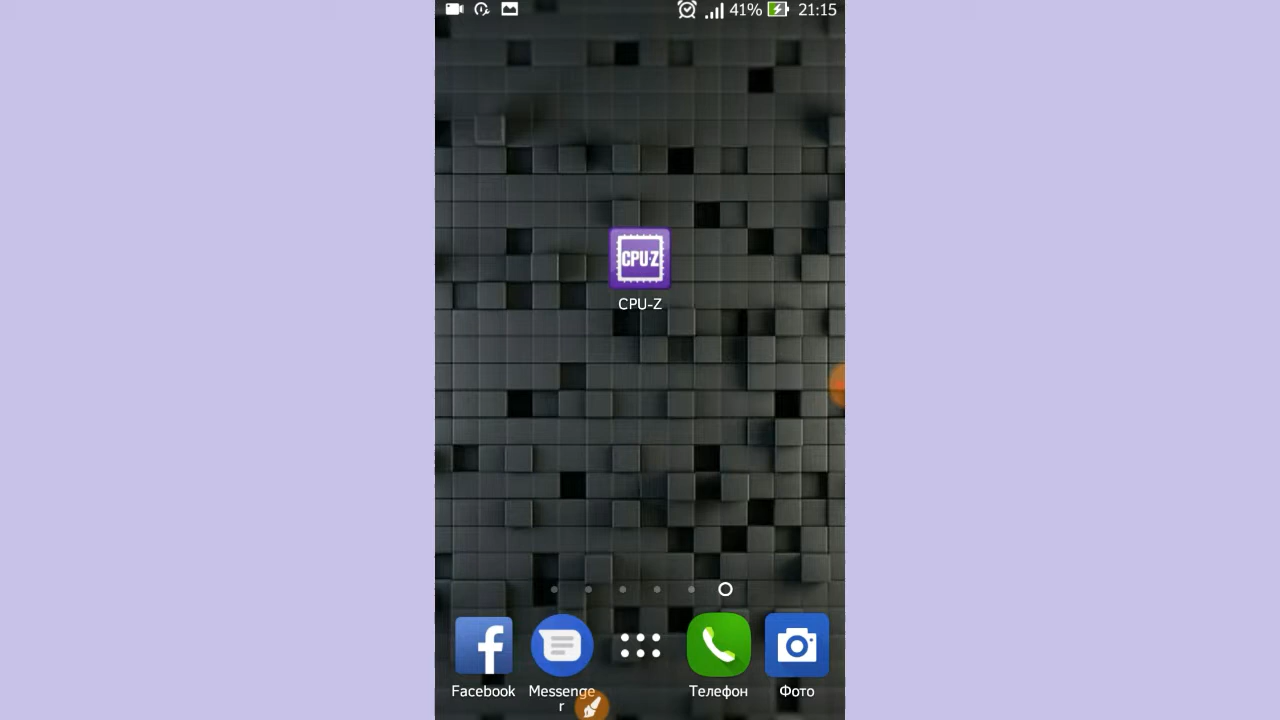 41% 21:15
CPU-Z
CPU-Z
Facebook Messenge
r
Телефон Фото